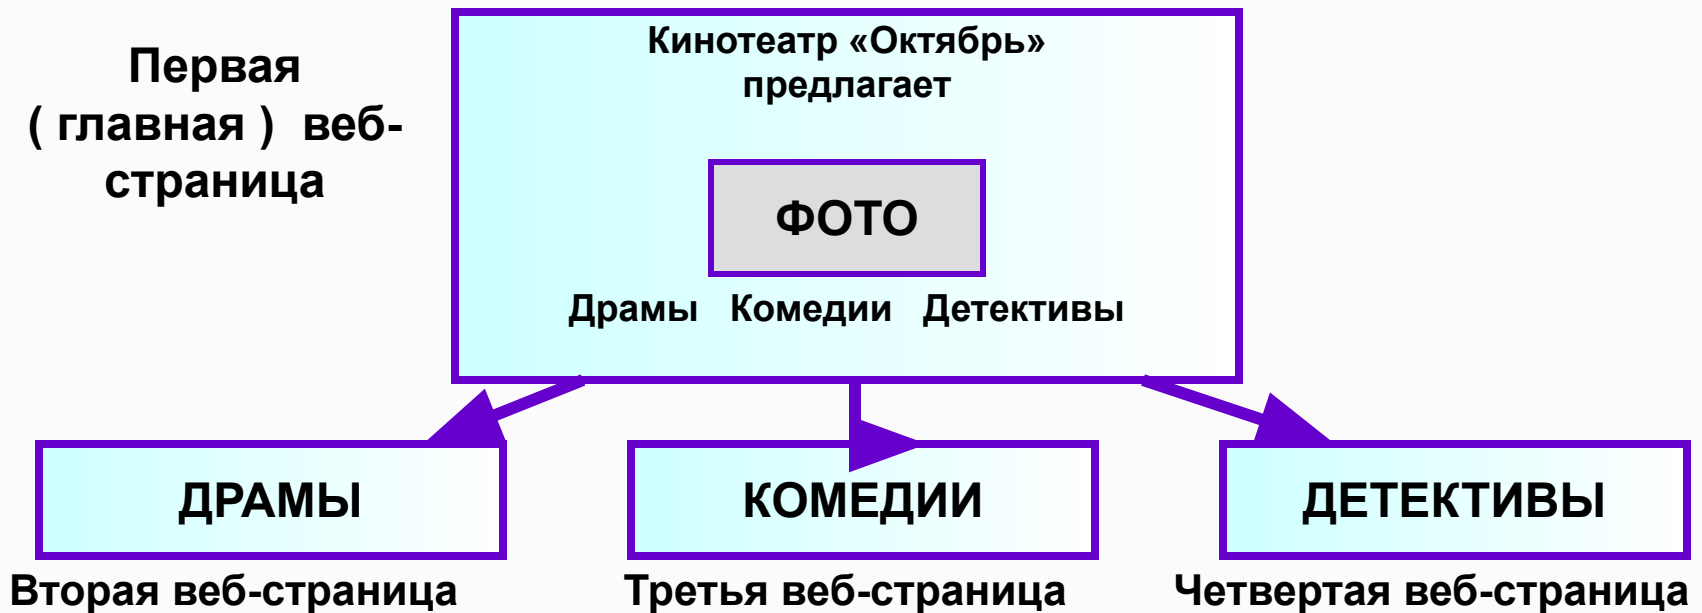 Первая
( главная ) веб-
страница
Кинотеатр «Октябрь»
предлагает
ФОТО
Драмы Комедии Детективы
ДРАМЫ
КОМЕДИИ
ДЕТЕКТИВЫ
Вторая веб-страница
Третья веб-страница
Четвертая веб-страница